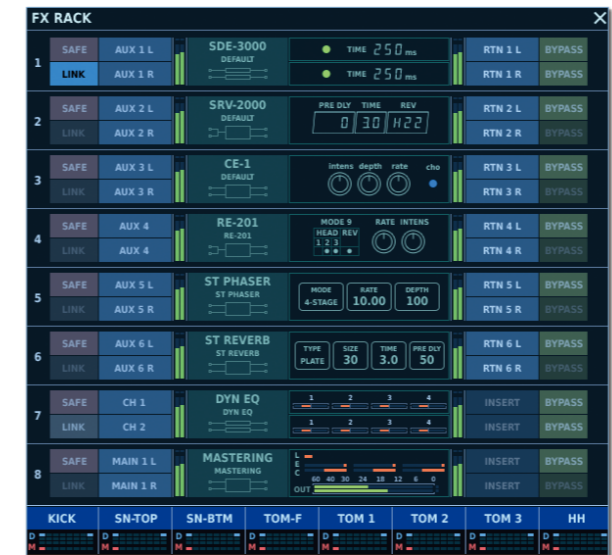 FX RACK
1 SAFE AUX 1 L SDE-3000 TIME 250 ms RTN 1 L BYPASS
DEFAULT
LINK AUX 1 R TIME 250 ms RTN 1 R BYPASS
2 SAFE AUX 2 L SRV-2000 PRE DLY TIME REV RTN 2 L BYPASS
DEFAULT
LINK AUX 2 R 0 3.0 H22 RTN 2 R BYPASS
3 SAFE AUX 3 L CE-1 intens depth rate cho RTN 3 L BYPASS
DEFAULT
LINK AUX 3 R RTN 3 R BYPASS
4 SAFE AUX 4 RE-201 MODE 9 RATE INTENS RTN 4 L BYPASS
RE-201 HEAD REV
1 2 3
LINK AUX 4 RTN 4 R BYPASS
5 SAFE AUX 5 L ST PHASER MODE RATE DEPTH RTN 5 L BYPASS
ST PHASER 4-STAGE 10.00 100
LINK AUX 5 R RTN 5 R BYPASS
6 SAFE AUX 6 L ST REVERB TYPE SIZE TIME PRE DLY RTN 6 L BYPASS
ST REVERB PLATE 30 3.0 50
LINK AUX 6 R RTN 6 R BYPASS
7 SAFE CH 1 DYN EQ 1 2 3 4 INSERT BYPASS
DYN EQ
LINK CH 2 1 2 3 4 INSERT BYPASS
8 SAFE MAIN 1 L MASTERING L INSERT BYPASS
MASTERING E
C
LINK MAIN 1 R 60 40 30 24 18 12 6 0 INSERT BYPASS
OUT
KICK SN-TOP SN-BTM TOM-F TOM 1 TOM 2 TOM 3 HH
D D D D D D D D
M M M M M M M M